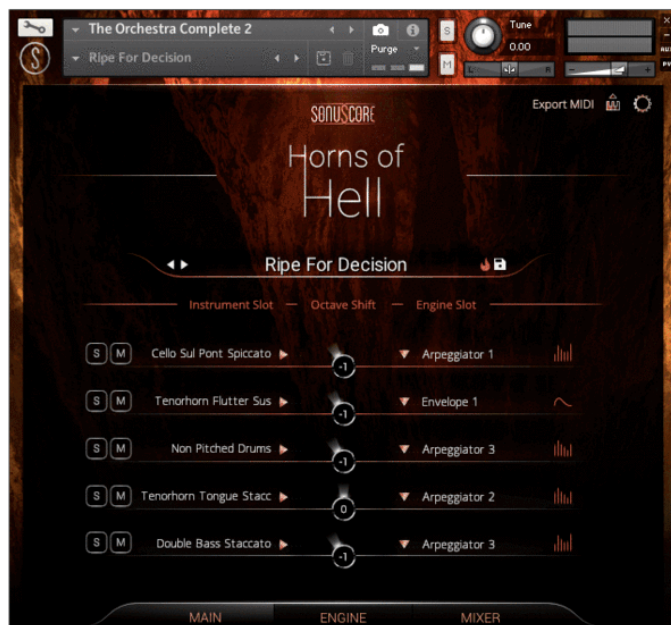 The Orchestra Complete 2
Ripe For Decision
Purge
S
M
Tune
0.00
L R
- +
Export MIDI
SONUSCORE
Horns of
Hell
Ripe For Decision
Instrument Slot — Octave Shift — Engine Slot
S M Cello Sul Pont Spiccato -1 Arpeggiator 1
S M Tenorhorn Flutter Sus -1 Envelope 1
S M Non Pitched Drums -1 Arpeggiator 3
S M Tenorhorn Tongue Stacc 0 Arpeggiator 2
S M Double Bass Staccato -1 Arpeggiator 3
MAIN ENGINE MIXER